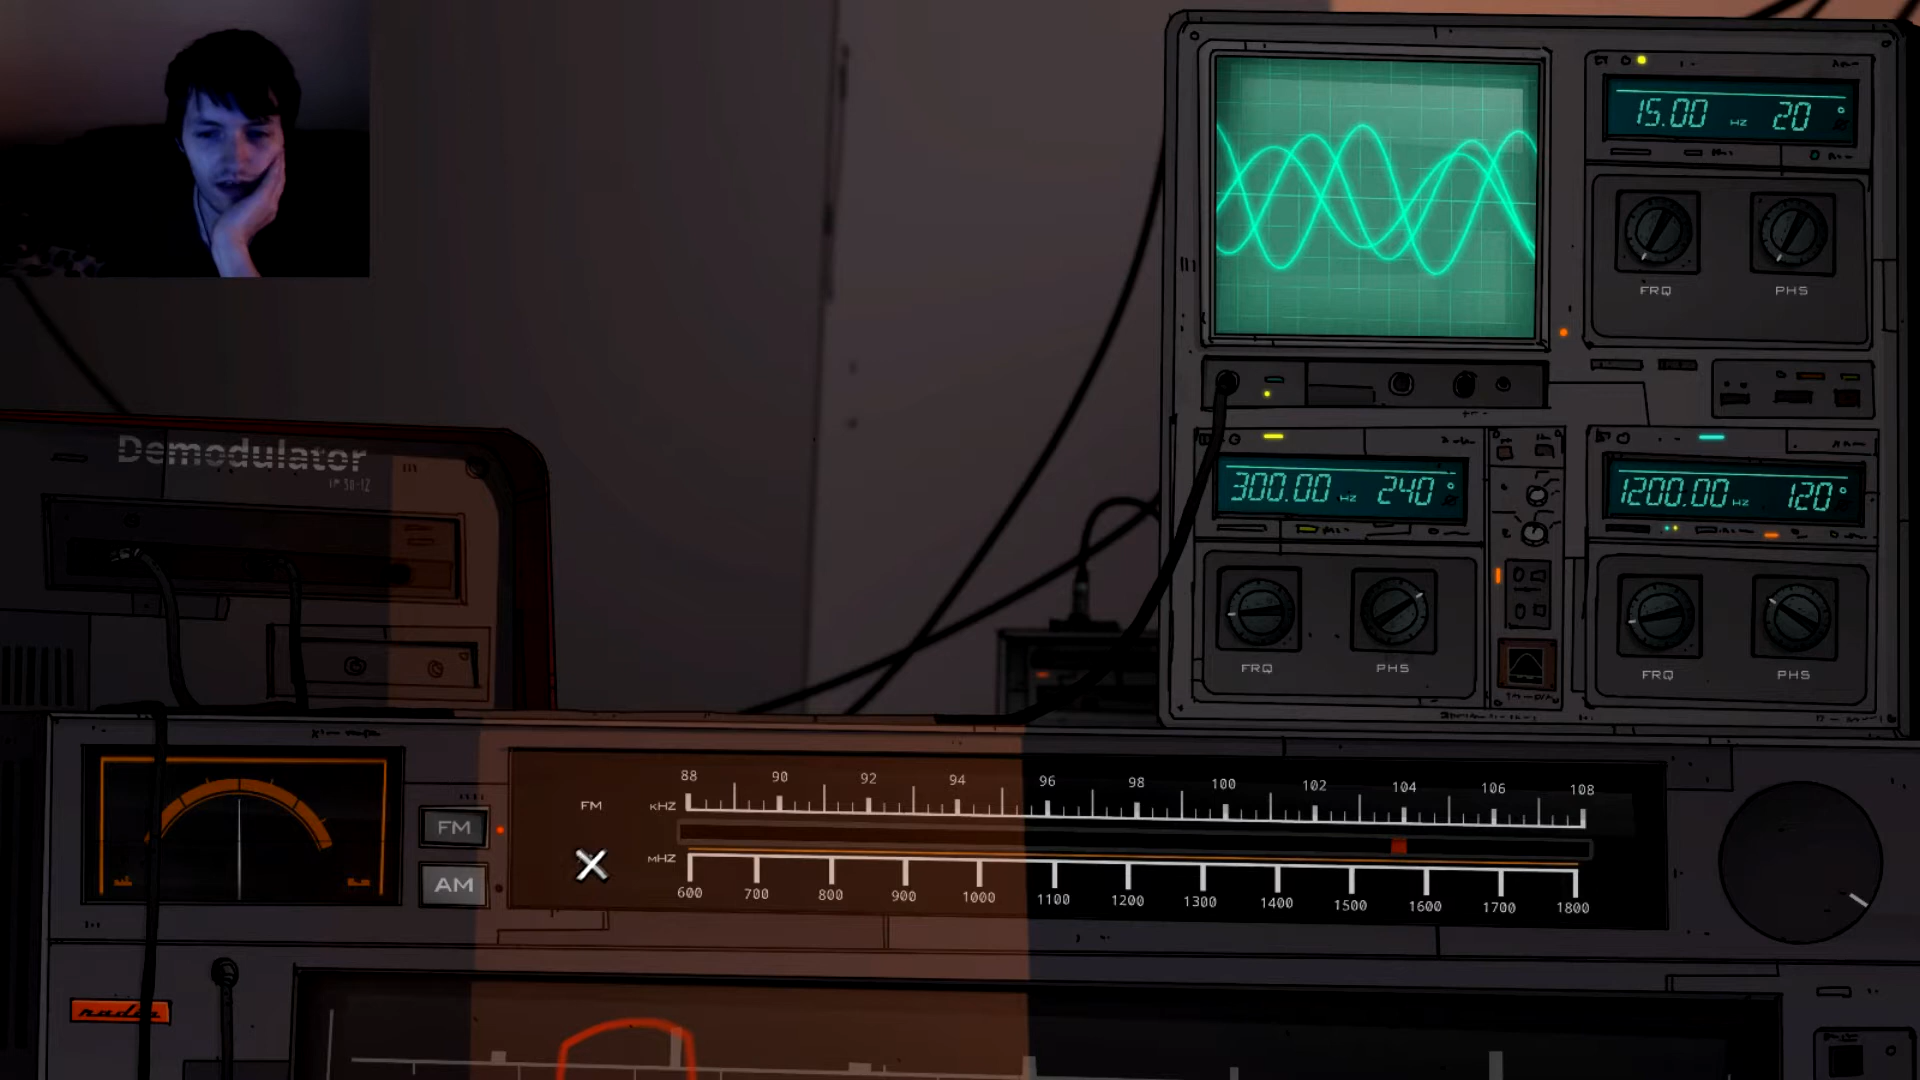 15.00 HZ 20 °
FRQ PHS
Demodulator
300.00 HZ 240 °
1200.00 HZ 120 °
FRQ PHS
FRQ PHS
88 90 92 94 96 98 100 102 104 106 108
FM KHZ
FM
MHZ
AM
600 700 800 900 1000 1100 1200 1300 1400 1500 1600 1700 1800
radio